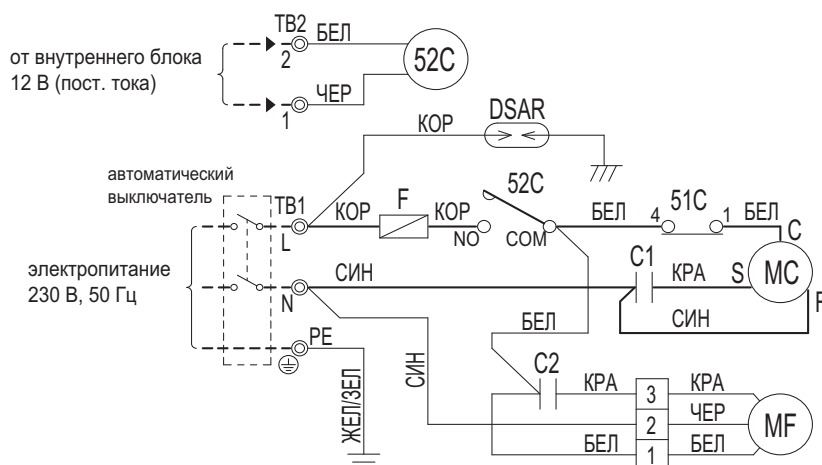 TB2
БЕЛ
2
52C
от внутреннего блока
12 В (пост. тока)
ЧЕР
1
КОР
DSAR
автоматический
выключатель
TB1
КОР
F
КОР
52C
БЕЛ
4
51C
1
БЕЛ
L
NO
COM
C
электропитание
230 В, 50 Гц
СИН
C1
КРА
S
MC
N
R
СИН
PE
БЕЛ
ЖЕЛ/ЗЕЛ
СИН
C2
КРА
3
КРА
2
ЧЕР
MF
БЕЛ
1
БЕЛ